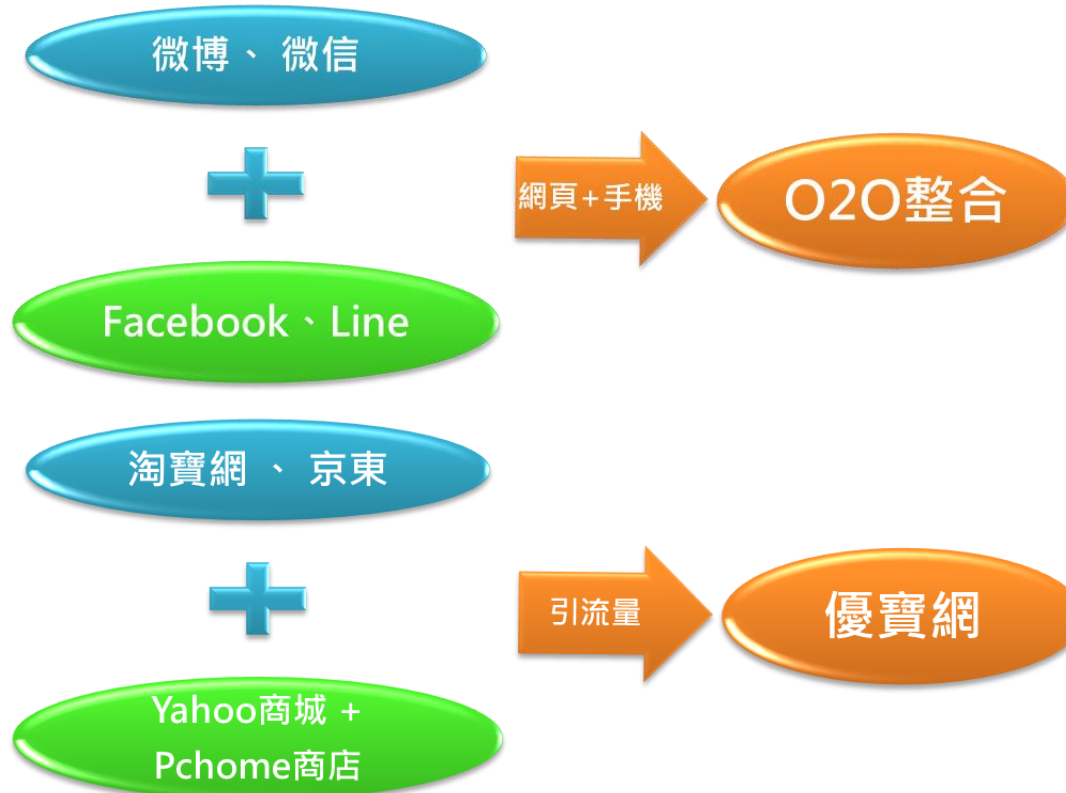 微博、 微信
網頁+手機
O2O整合
Facebook、Line
淘寶網 、 京東
引流量
優寶網
Yahoo商城 +
Pchome商店